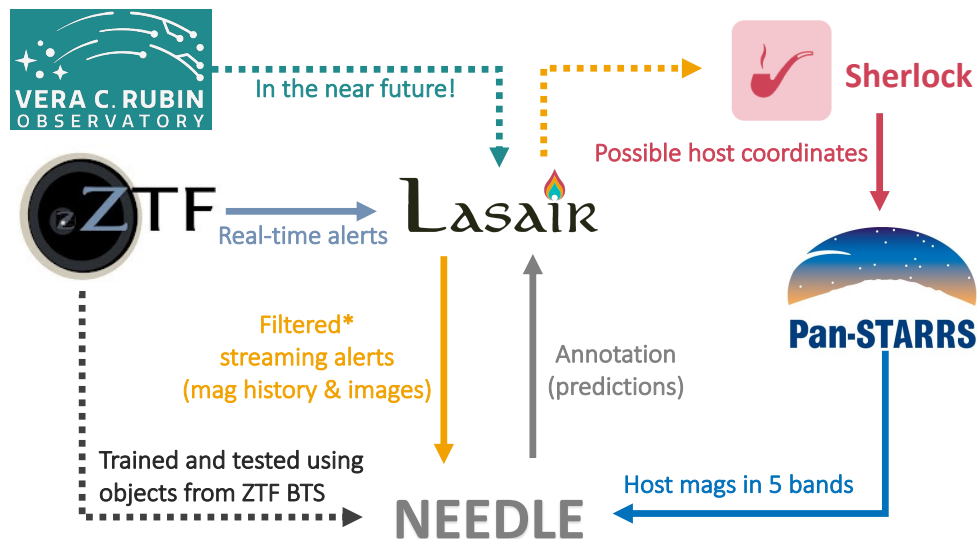 VERA C. RUBIN
OBSERVATORY
In the near future!
Sherlock
Possible host coordinates
ZTF
Z
Real-time alerts
LASAIR
Pan-STARRS
Filtered*
streaming alerts
(mag history & images)
Annotation
(predictions)
Trained and tested using
objects from ZTF BTS
Host mags in 5 bands
NEEDLE